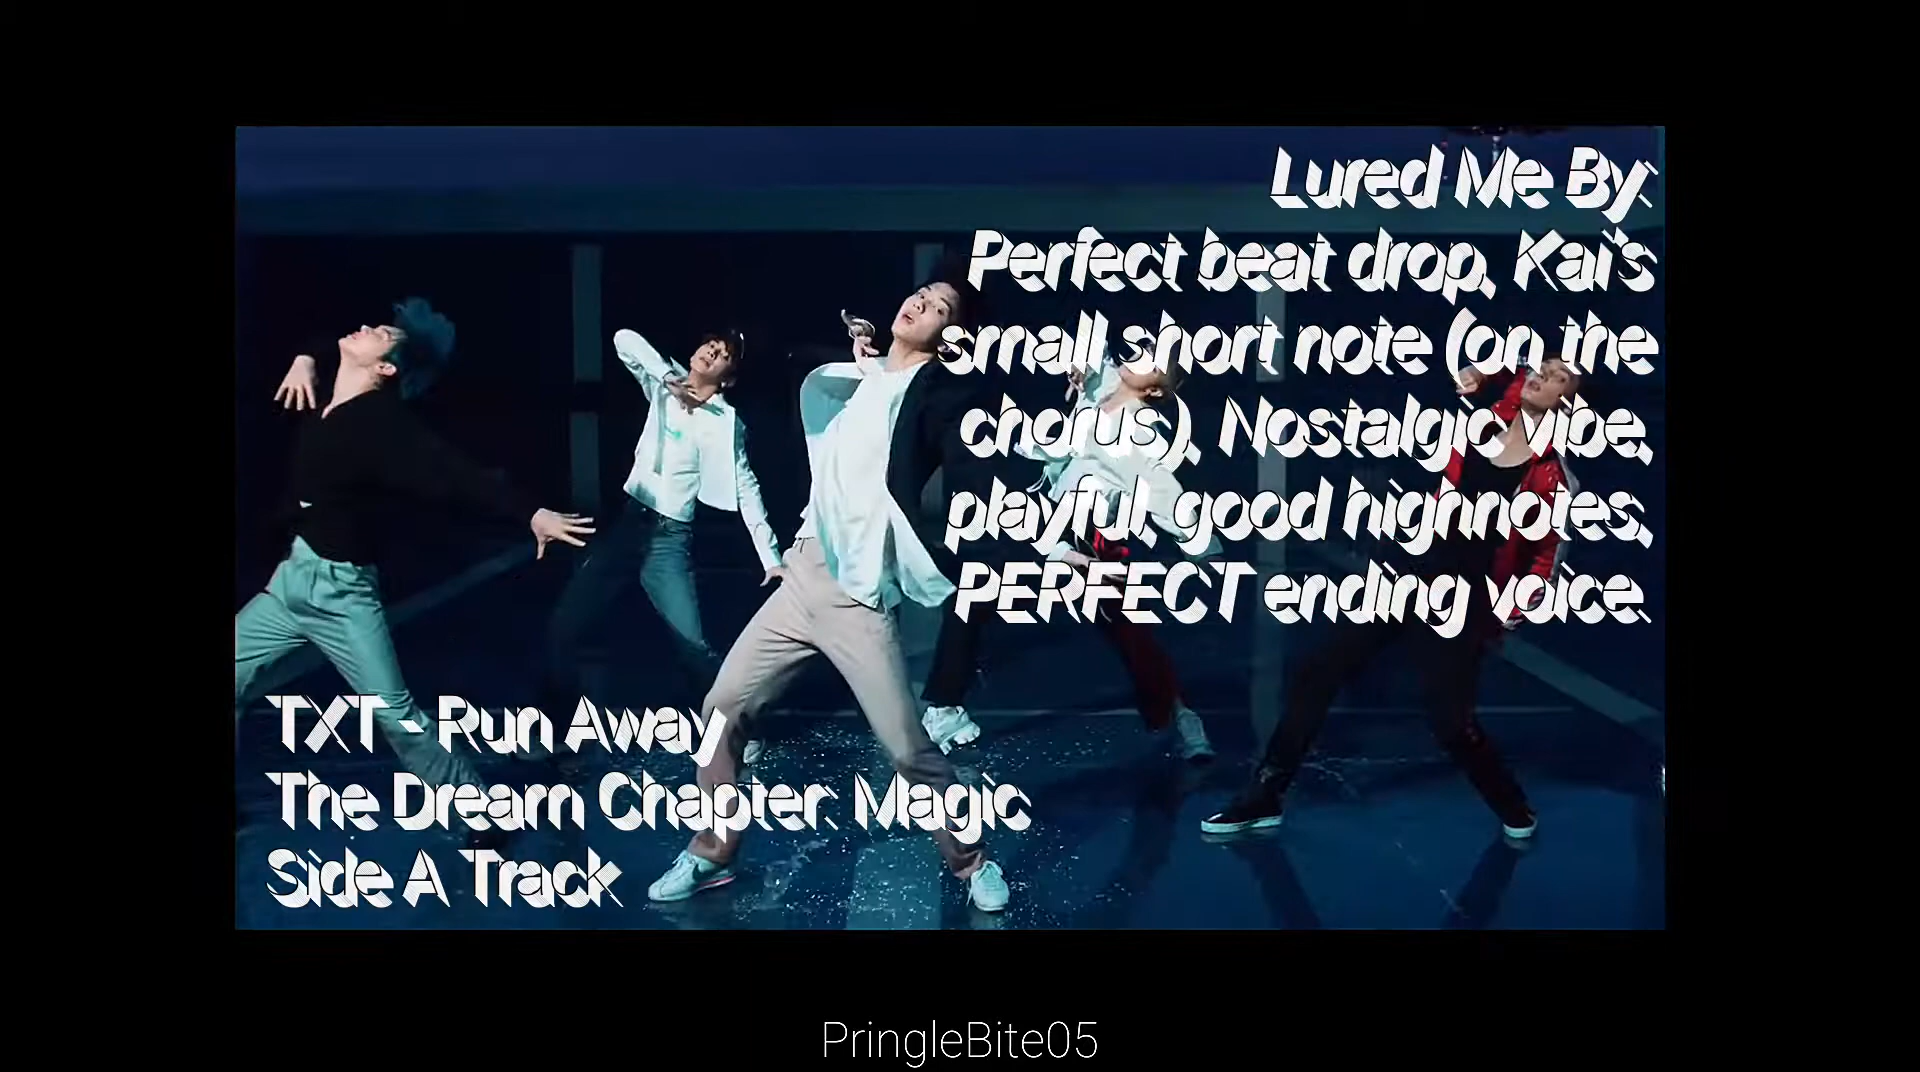 Lured Me By:
Perfect beat drop, Kai's
small short note (on the
chorus), Nostalgic vibe,
playful, good highnotes,
PERFECT ending voice.
TXT - Run Away
The Dream Chapter: Magic
Side A Track
PringleBite05